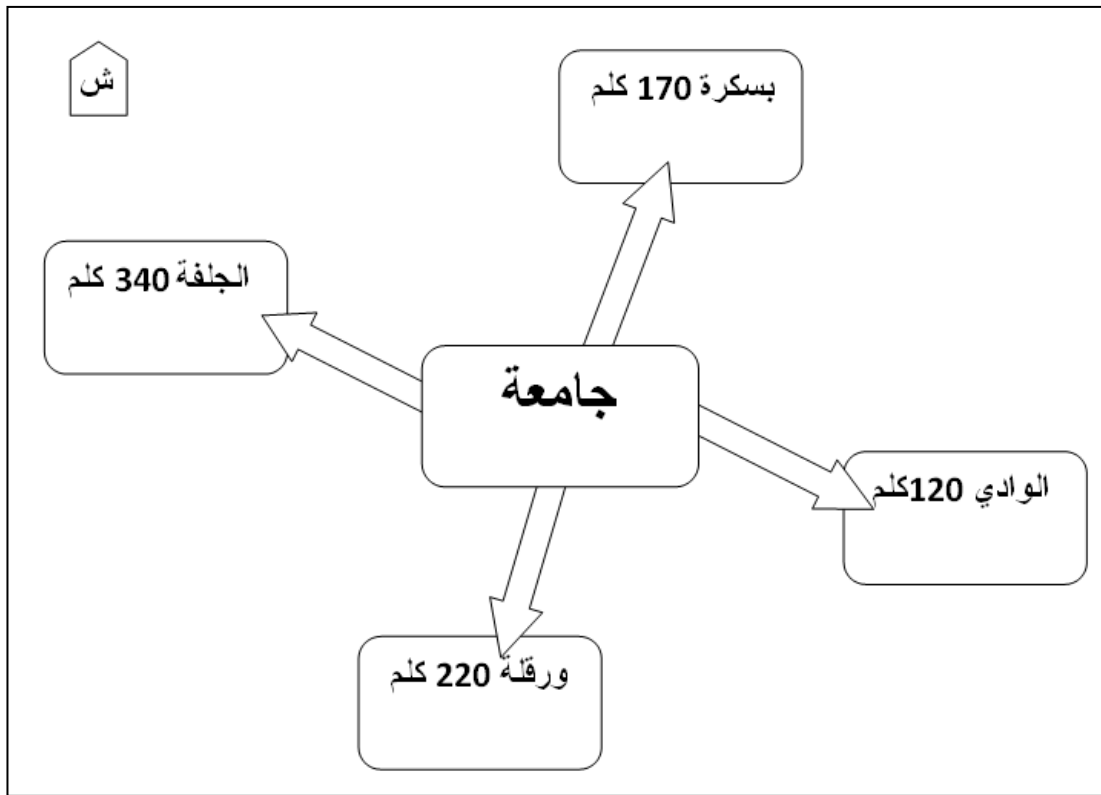 ش
بسكرة 170 كلم
الجلفة 340 كلم
جامعة
الوادي 120كلم
ورقلة 220 كلم